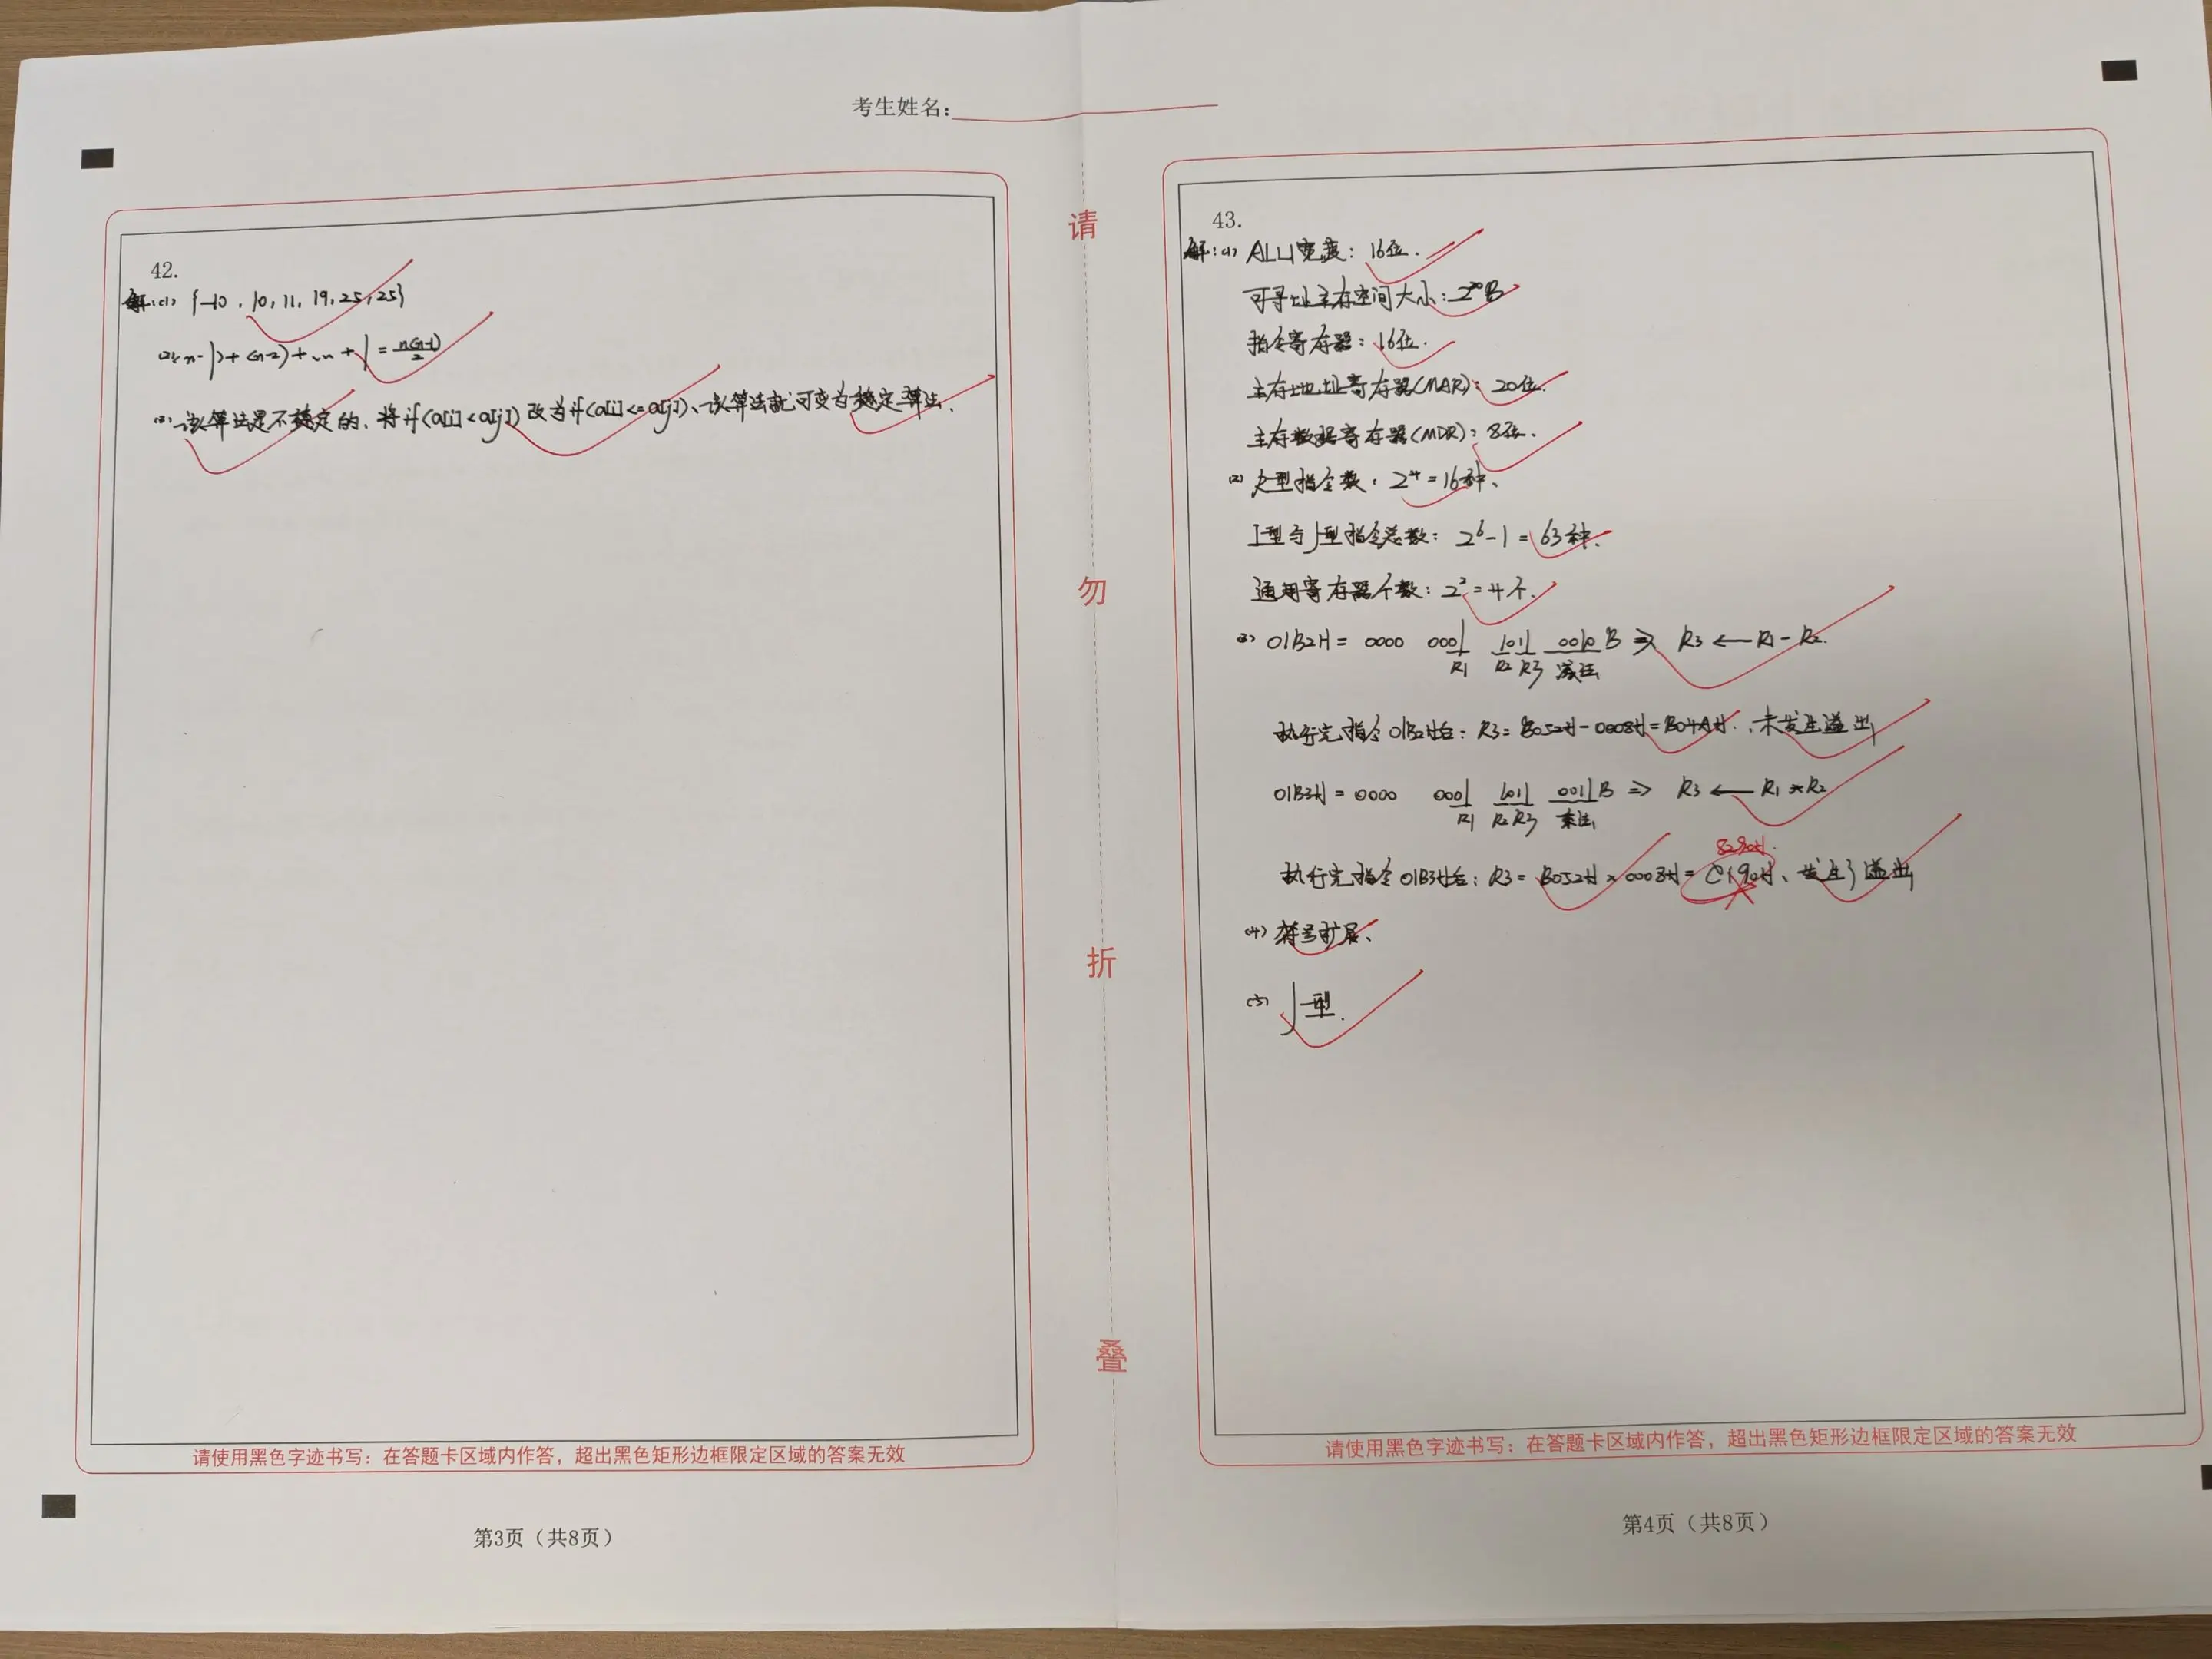 考生姓名:
42.
解:(1) {-10, 10, 11, 19, 25, 25}
(2) (n-1)+(n-2)+…+1=n(n-1)/2
(3) 该算法是不稳定的、将if(a[i]<a[j])改为if(a[i]<=a[j])、该算法就可变为稳定算法.
请使用黑色字迹书写: 在答题卡区域内作答, 超出黑色矩形边框限定区域的答案无效
第3页（共8页）
请
勿
折
叠
43.
解:(1) ALU宽度: 16位.
可寻址主存空间大小: 2²⁰B
指令寄存器: 16位.
主存地址寄存器(MAR): 20位.
主存数据寄存器(MDR): 8位.
(2) R型指令数: 2⁴=16种、
I型与J型指令总数: 2⁶-1=63种.
通用寄存器个数: 2²=4个.
(3) 01B2H = 0000 0001 1011 0010 B ⇒ R3 ← R1 - R2.
R1 R2 R3 减法
执行完指令01B2H后: R3=B052H-0008H=B04AH. 未发生溢出
01B3H=0000 0001 1011 0011B ⇒ R3 ← R1×R2
R1 R2 R3 乘法
8290H.
执行完指令01B3H后: R3=B052H×0008H= 90H、发生了溢出
(4) 符号扩展、
(5) J型.
请使用黑色字迹书写: 在答题卡区域内作答, 超出黑色矩形边框限定区域的答案无效
第4页（共8页）